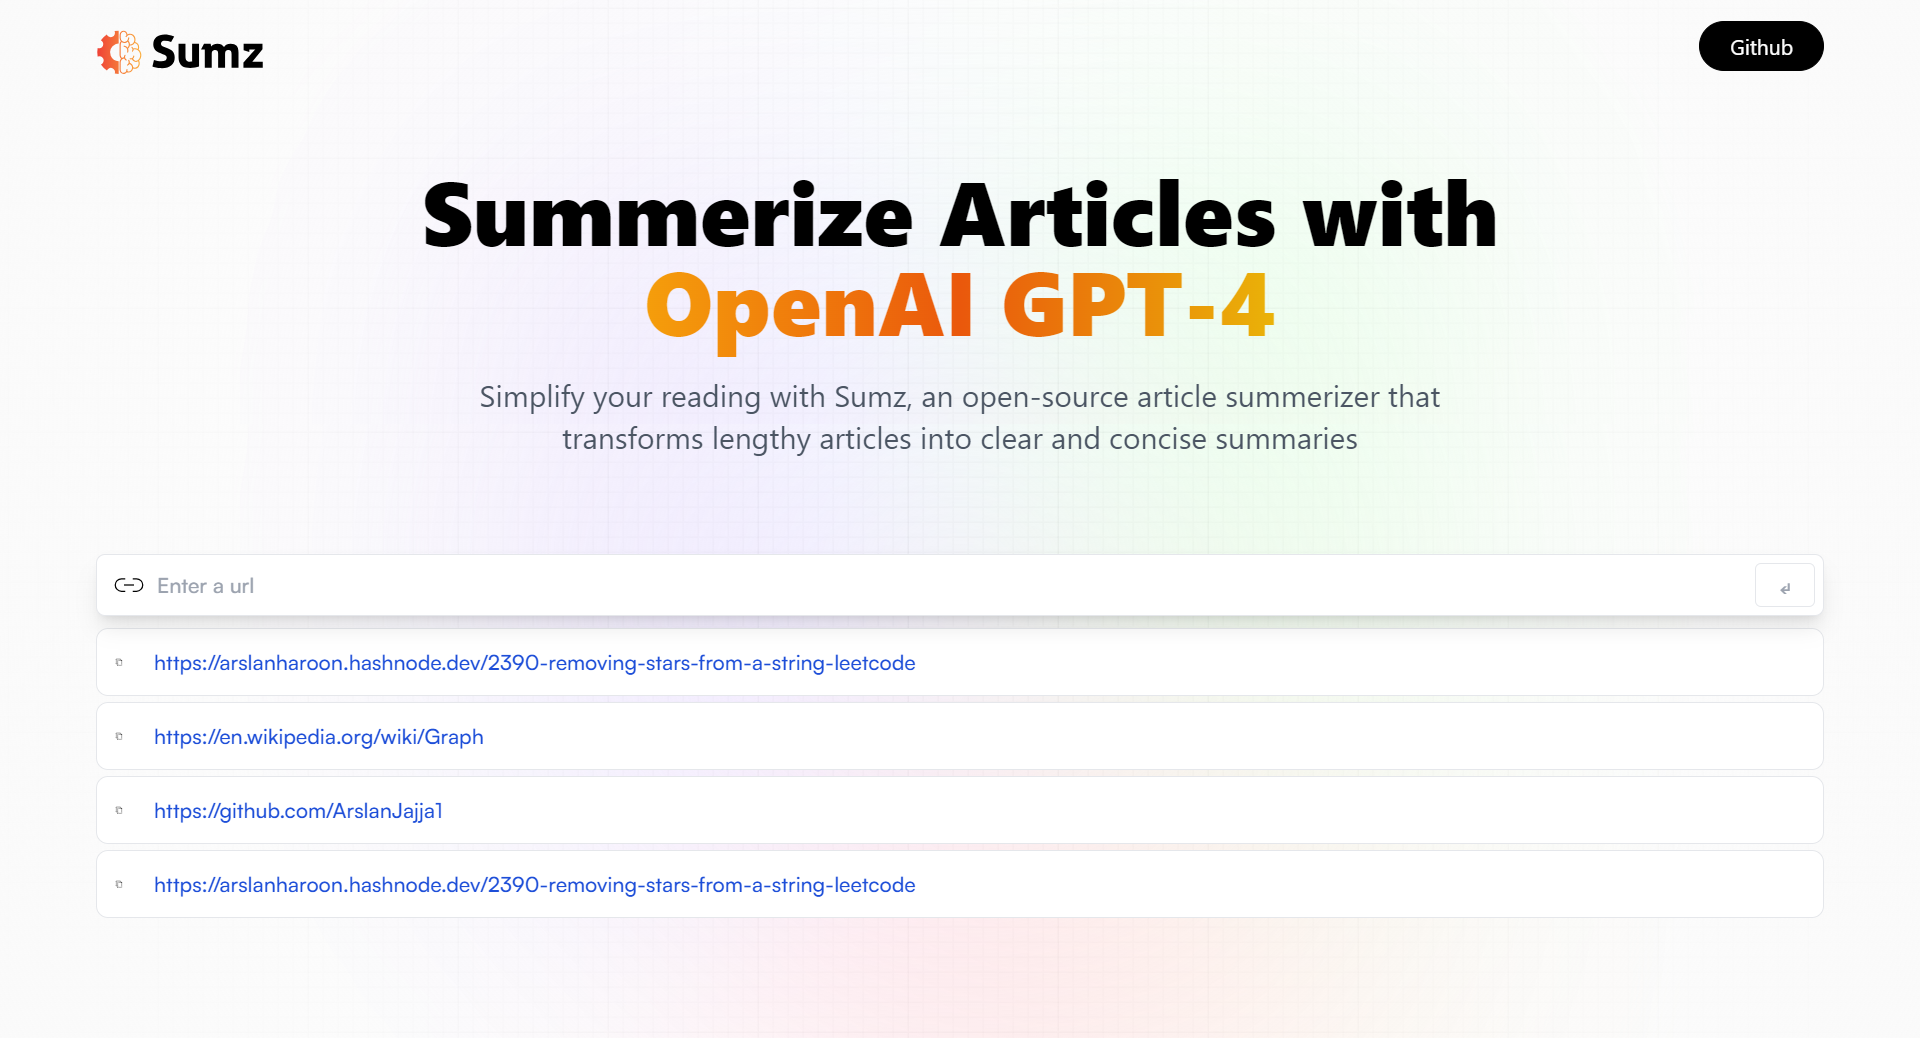 Sumz
Github
Summerize Articles with
OpenAI GPT-4
Simplify your reading with Sumz, an open-source article summerizer that
transforms lengthy articles into clear and concise summaries
Enter a url
↵
https://arslanharoon.hashnode.dev/2390-removing-stars-from-a-string-leetcode
https://en.wikipedia.org/wiki/Graph
https://github.com/ArslanJajja1
https://arslanharoon.hashnode.dev/2390-removing-stars-from-a-string-leetcode